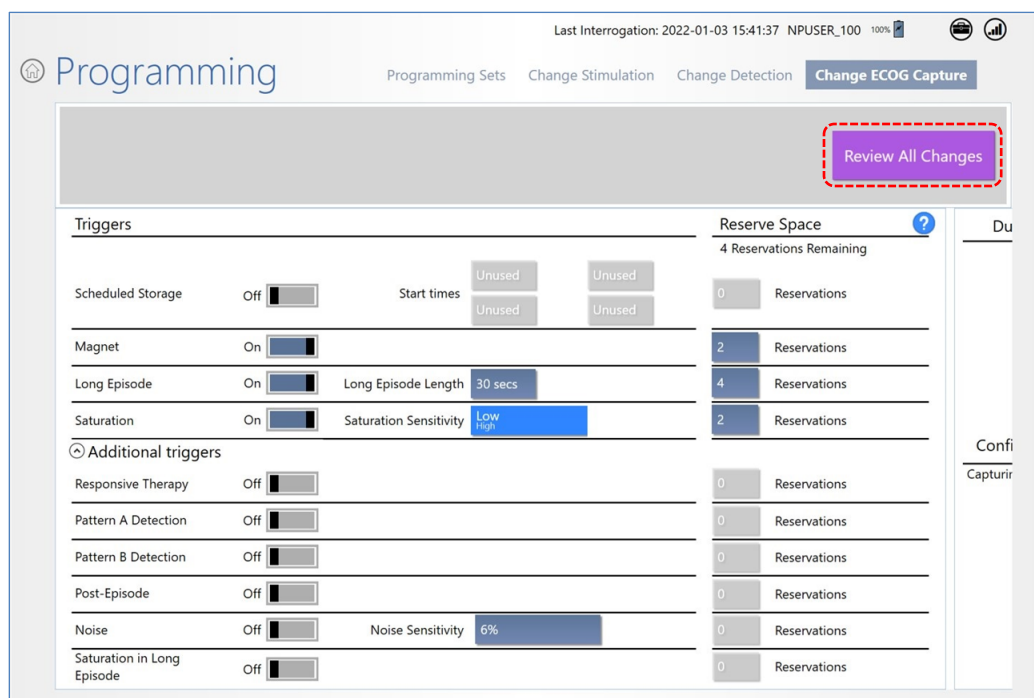 Last Interrogation: 2022-01-03 15:41:37 NPUSER_100 100%
Programming
Programming Sets Change Stimulation Change Detection Change ECOG Capture
Review All Changes
Triggers Reserve Space ? Du
4 Reservations Remaining
Scheduled Storage Off Start times Unused Unused Unused Unused 0 Reservations
Magnet On 2 Reservations
Long Episode On Long Episode Length 30 secs 4 Reservations
Saturation On Saturation Sensitivity Low High 2 Reservations
Additional triggers Confi
Responsive Therapy Off 0 Reservations Capturin
Pattern A Detection Off 0 Reservations
Pattern B Detection Off 0 Reservations
Post-Episode Off 0 Reservations
Noise Off Noise Sensitivity 6% 0 Reservations
Saturation in Long
Episode Off 0 Reservations